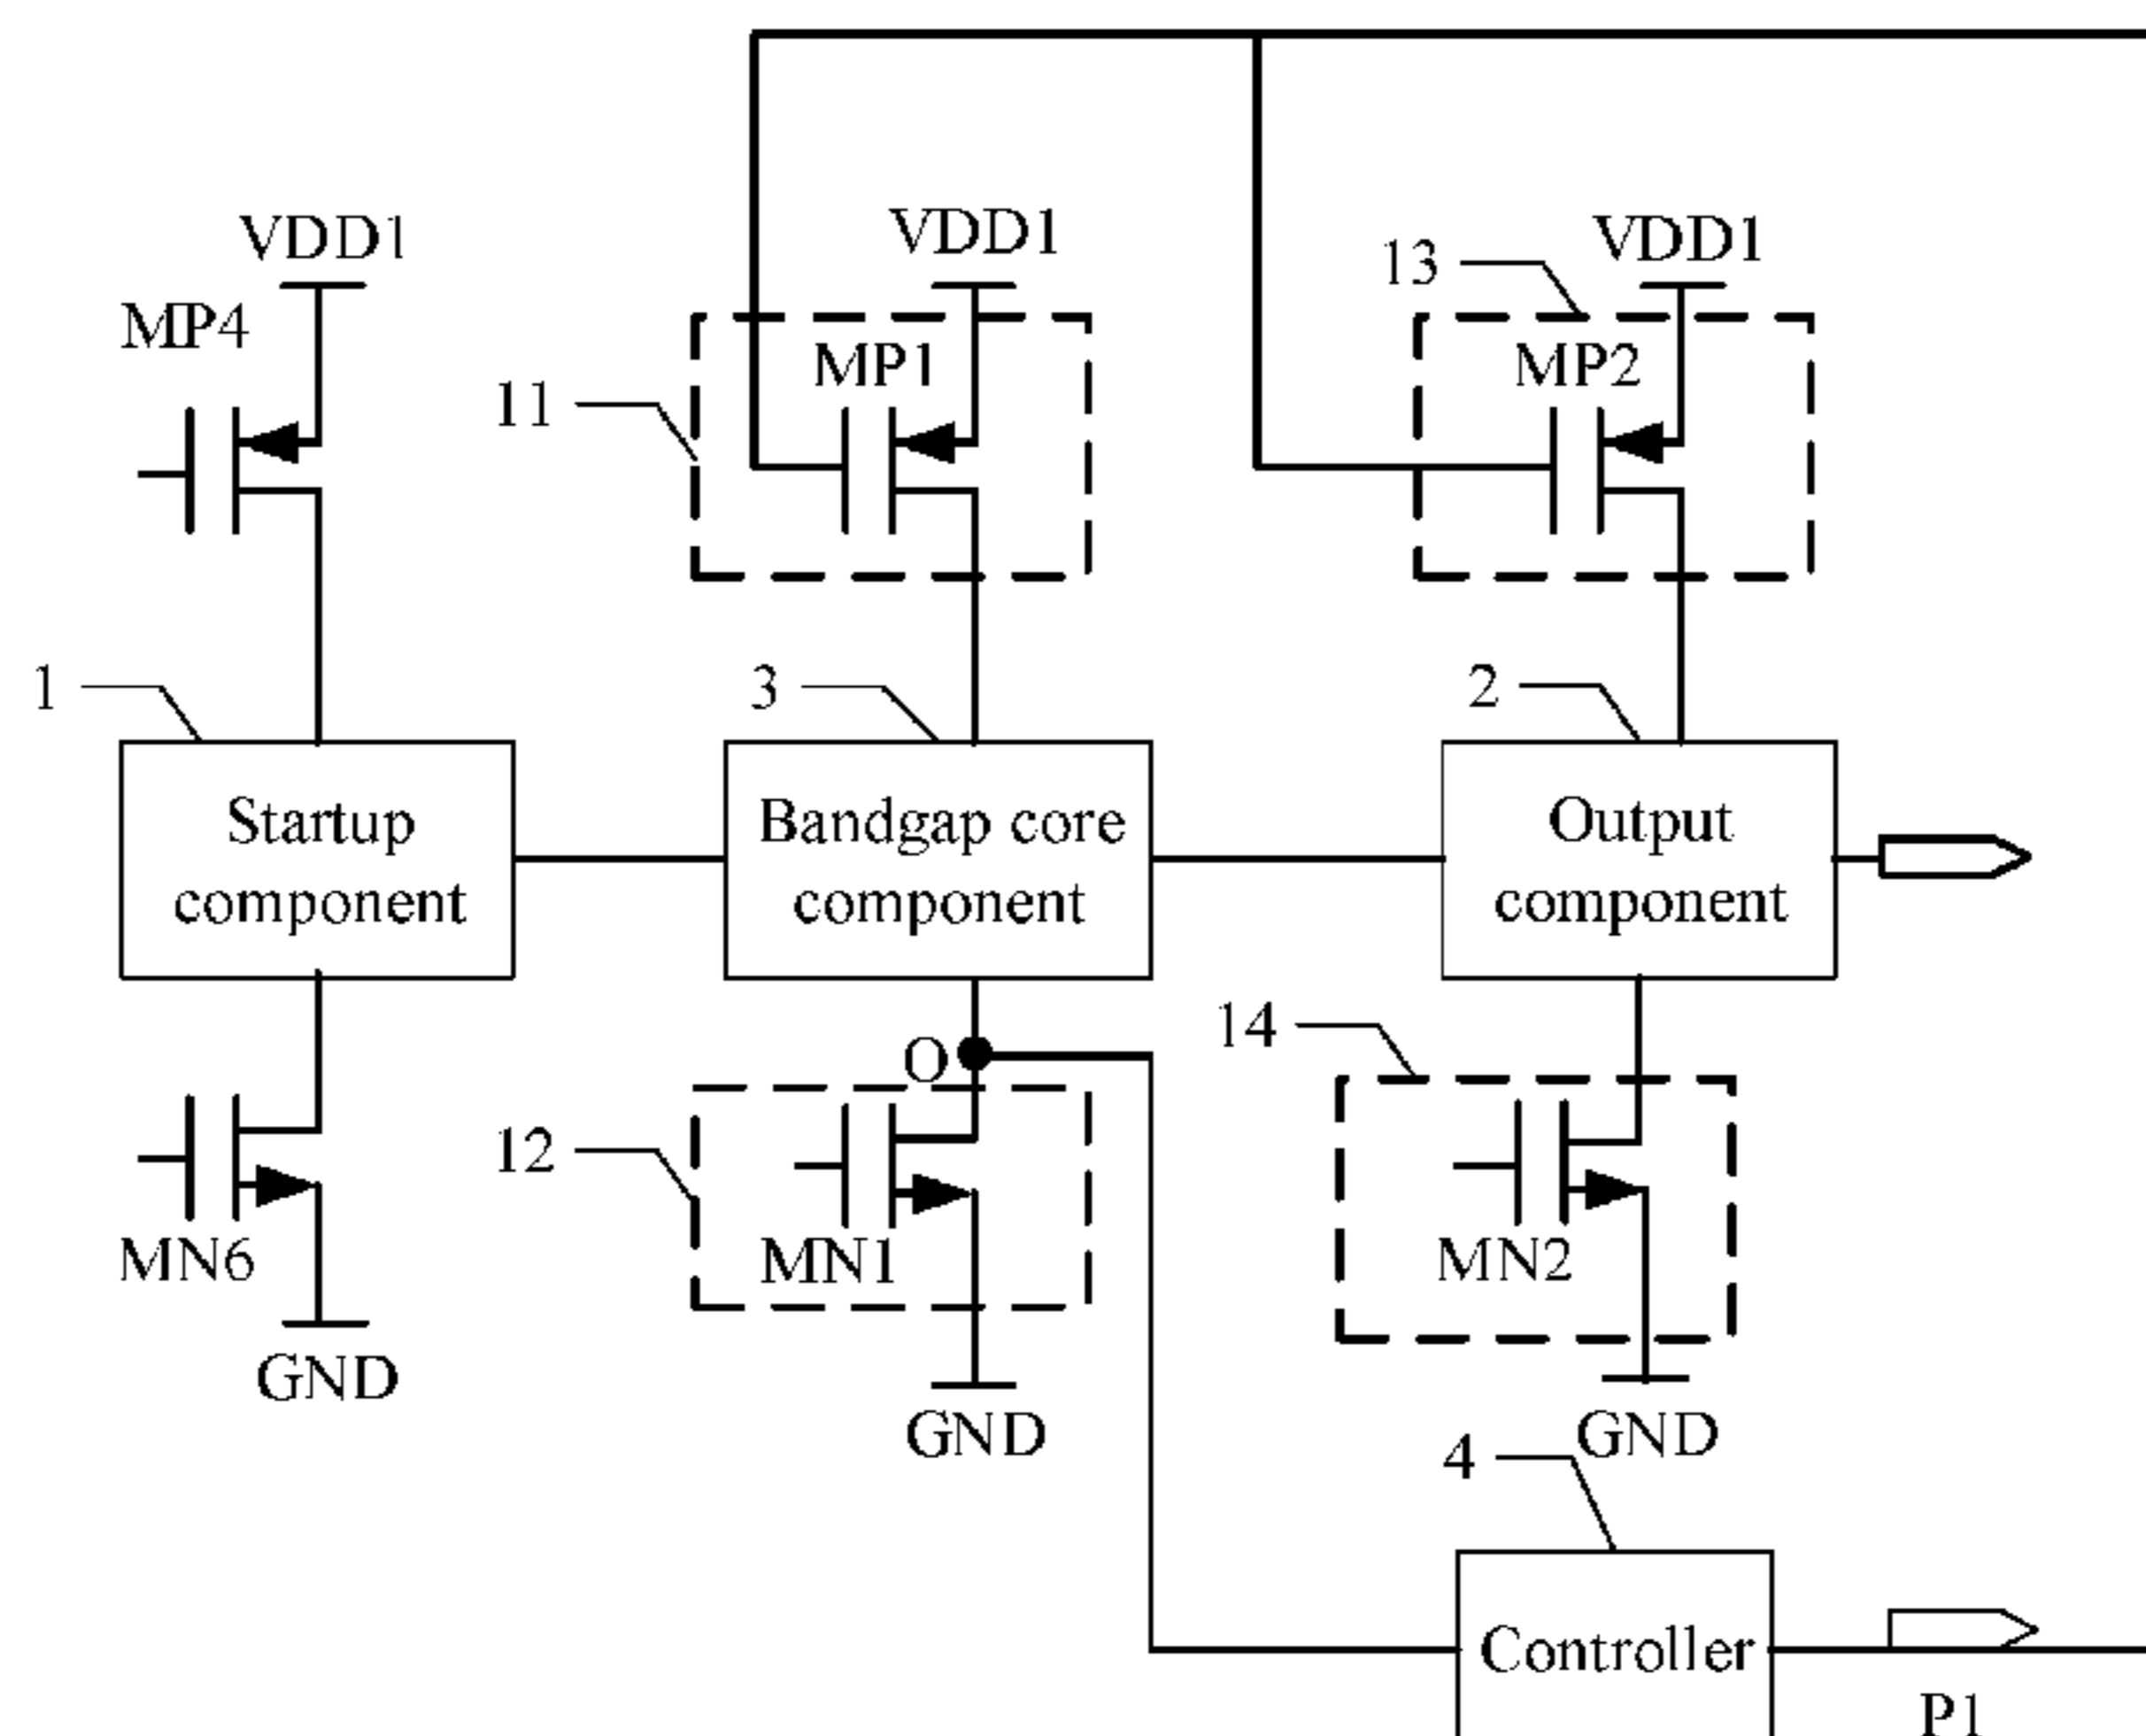 VDD1
VDD1
VDD1
13
MP4
MP1
MP2
11
1
3
2
Startup
component
Bandgap core
component
Output
component
14
O
12
MN6
MN1
MN2
GND
GND
GND
4
Controller
P1